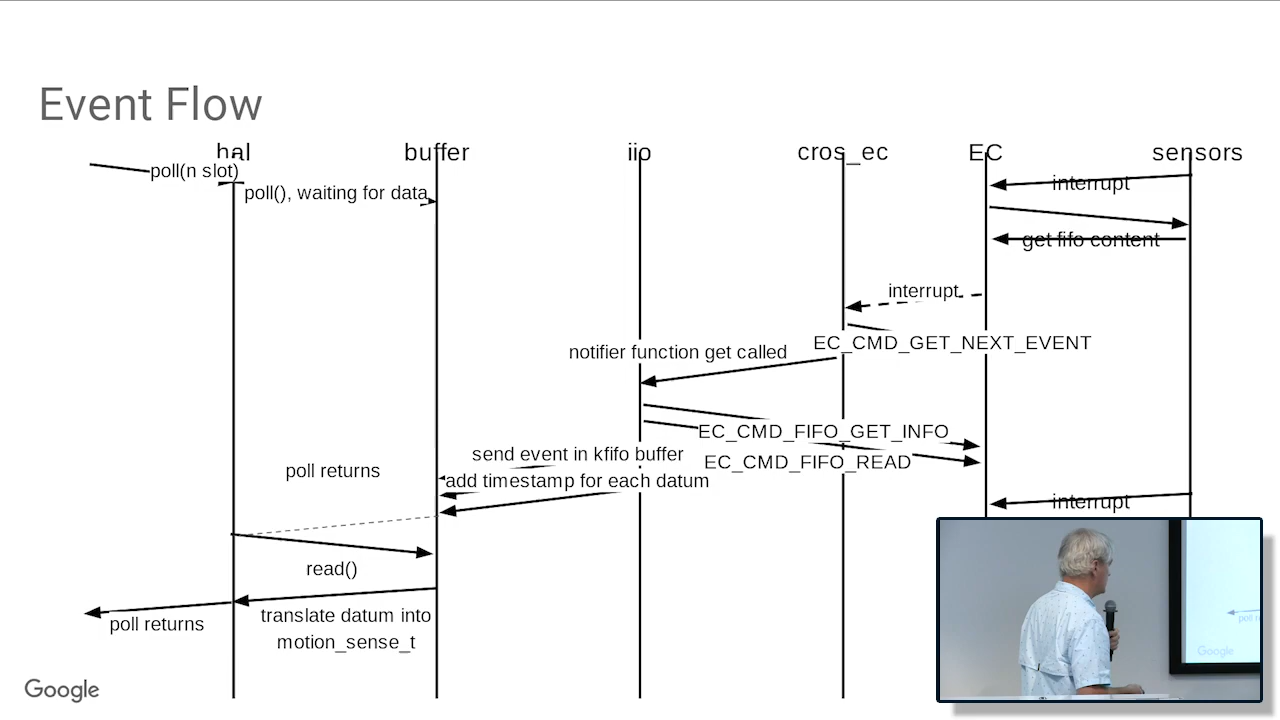 Event Flow
hal
buffer
iio
cros_ec
EC
sensors
poll(n slot)
poll(), waiting for data
interrupt
get fifo content
interrupt
EC_CMD_GET_NEXT_EVENT
notifier function get called
EC_CMD_FIFO_GET_INFO
send event in kfifo buffer
EC_CMD_FIFO_READ
poll returns
add timestamp for each datum
interrupt
read()
translate datum into
motion_sense_t
poll returns
Google
Google